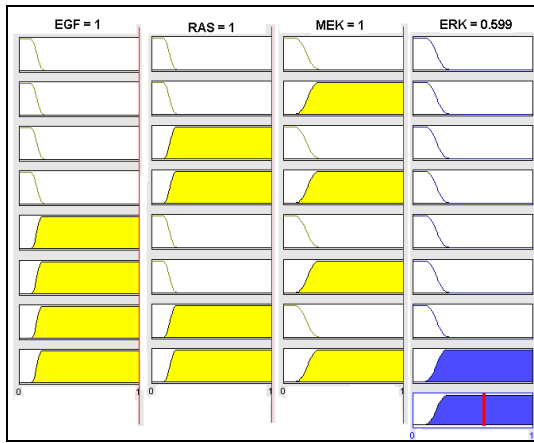 EGF = 1 RAS = 1 MEK = 1 ERK = 0.599
0 1 0 1 0 1
0 1